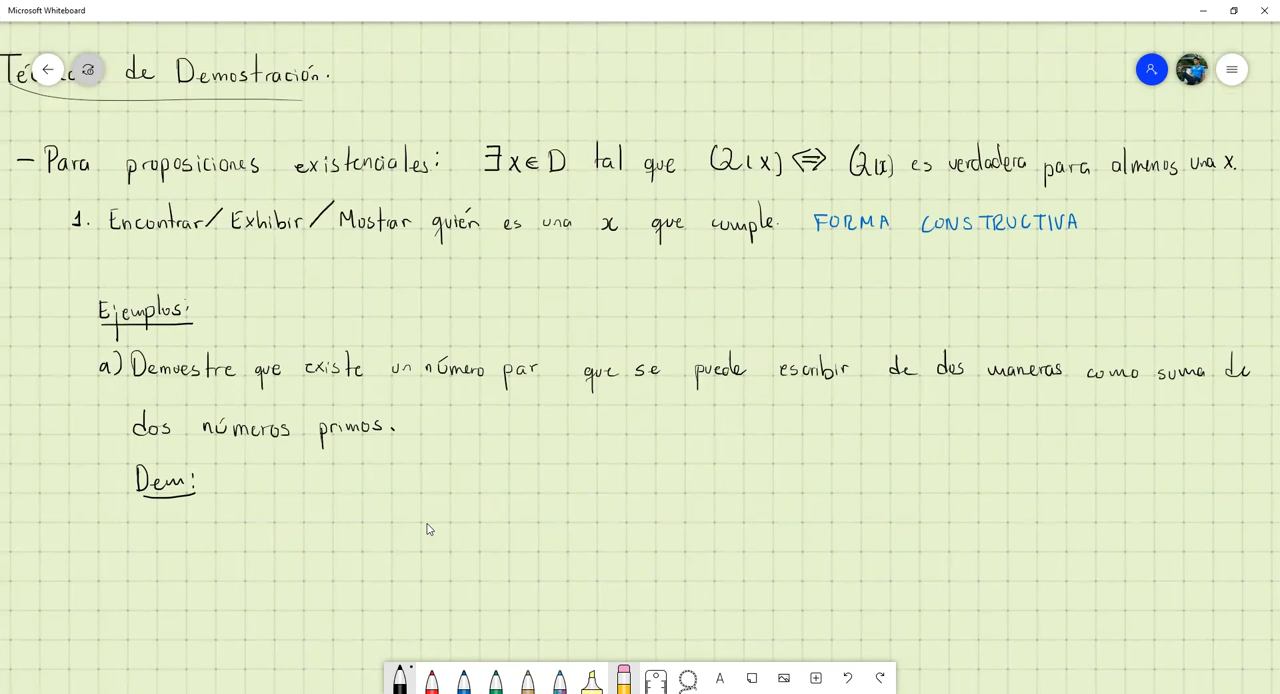 Microsoft Whiteboard
de Demostración.
- Para proposiciones existenciales: ∃x∈D tal que Q(x) ⟺ Q(x) es verdadera para almenos una x.
1. Encontrar/Exhibir/Mostrar quién es una x que cumple. FORMA CONSTRUCTIVA
Ejemplos:
a) Demuestre que existe un número par que se puede escribir de dos maneras como suma de
dos números primos.
Dem:
A